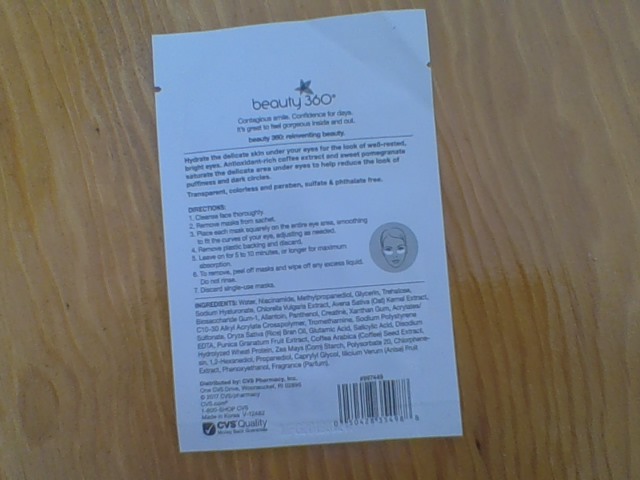 beauty 360®
Contagious smile. Confidence for days.
It's great to feel gorgeous inside and out.
beauty 360: reinventing beauty.
Hydrate the delicate skin under your eyes for the look of well-rested,
bright eyes. Antioxidant-rich coffee extract and sweet pomegranate
saturate the delicate area under eyes to help reduce the look of
puffiness and dark circles.
Transparent, colorless and paraben, sulfate & phthalate free.
DIRECTIONS:
1. Cleanse face thoroughly.
2. Remove masks from sachet.
3. Place each mask squarely on the entire eye area, smoothing
to fit the curves of your eye, adjusting as needed.
4. Remove plastic backing and discard.
5. Leave on for 5 to 10 minutes, or longer for maximum
absorption.
6. To remove, peel off masks and wipe off any excess liquid.
Do not rinse.
7. Discard single-use masks.
INGREDIENTS: Water, Niacinamide, Methylpropanediol, Glycerin, Trehalose,
Sodium Hyaluronate, Chlorella Vulgaris Extract, Avena Sativa (Oat) Kernel Extract,
Biosaccharide Gum-1, Allantoin, Panthenol, Creatine, Xanthan Gum, Acrylates/
C10-30 Alkyl Acrylate Crosspolymer, Tromethamine, Sodium Polystyrene
Sulfonate, Oryza Sativa (Rice) Bran Oil, Glutamic Acid, Salicylic Acid, Disodium
EDTA, Punica Granatum Fruit Extract, Coffea Arabica (Coffee) Seed Extract,
Hydrolyzed Wheat Protein, Zea Mays (Corn) Starch, Polysorbate 20, Chlorphene-
sin, 1,2-Hexanediol, Propanediol, Caprylyl Glycol, Illicium Verum (Anise) Fruit
Extract, Phenoxyethanol, Fragrance (Parfum).
Distributed by: CVS Pharmacy, Inc.
One CVS Drive, Woonsocket, RI 02895
© 2017 CVS/pharmacy
CVS.com®
1-800-SHOP CVS
Made in Korea V-12482
CVS Quality
Money Back Guarantee